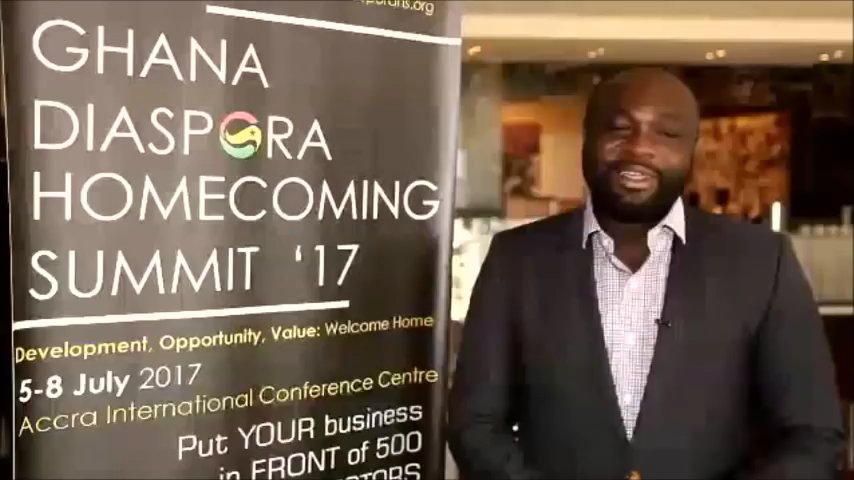 GHANA
DIASPORA
HOMECOMING
SUMMIT '17
Development, Opportunity, Value: Welcome Home
5-8 July 2017
Accra International Conference Centre
Put YOUR business
in FRONT of 500